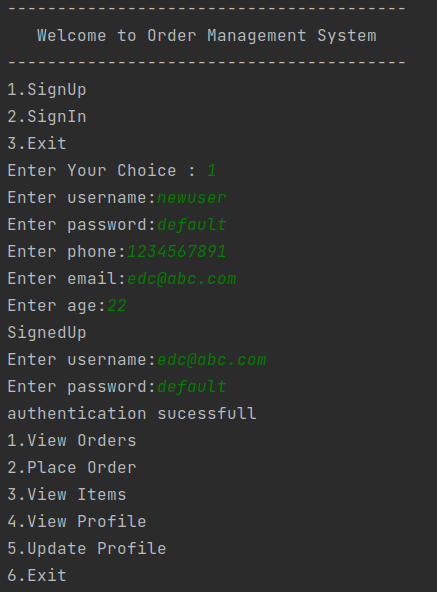 ----------------------------------------
Welcome to Order Management System
----------------------------------------
1.SignUp
2.SignIn
3.Exit
Enter Your Choice : 1
Enter username:newuser
Enter password:default
Enter phone:1234567891
Enter email:edc@abc.com
Enter age:22
SignedUp
Enter username:edc@abc.com
Enter password:default
authentication sucessfull
1.View Orders
2.Place Order
3.View Items
4.View Profile
5.Update Profile
6.Exit